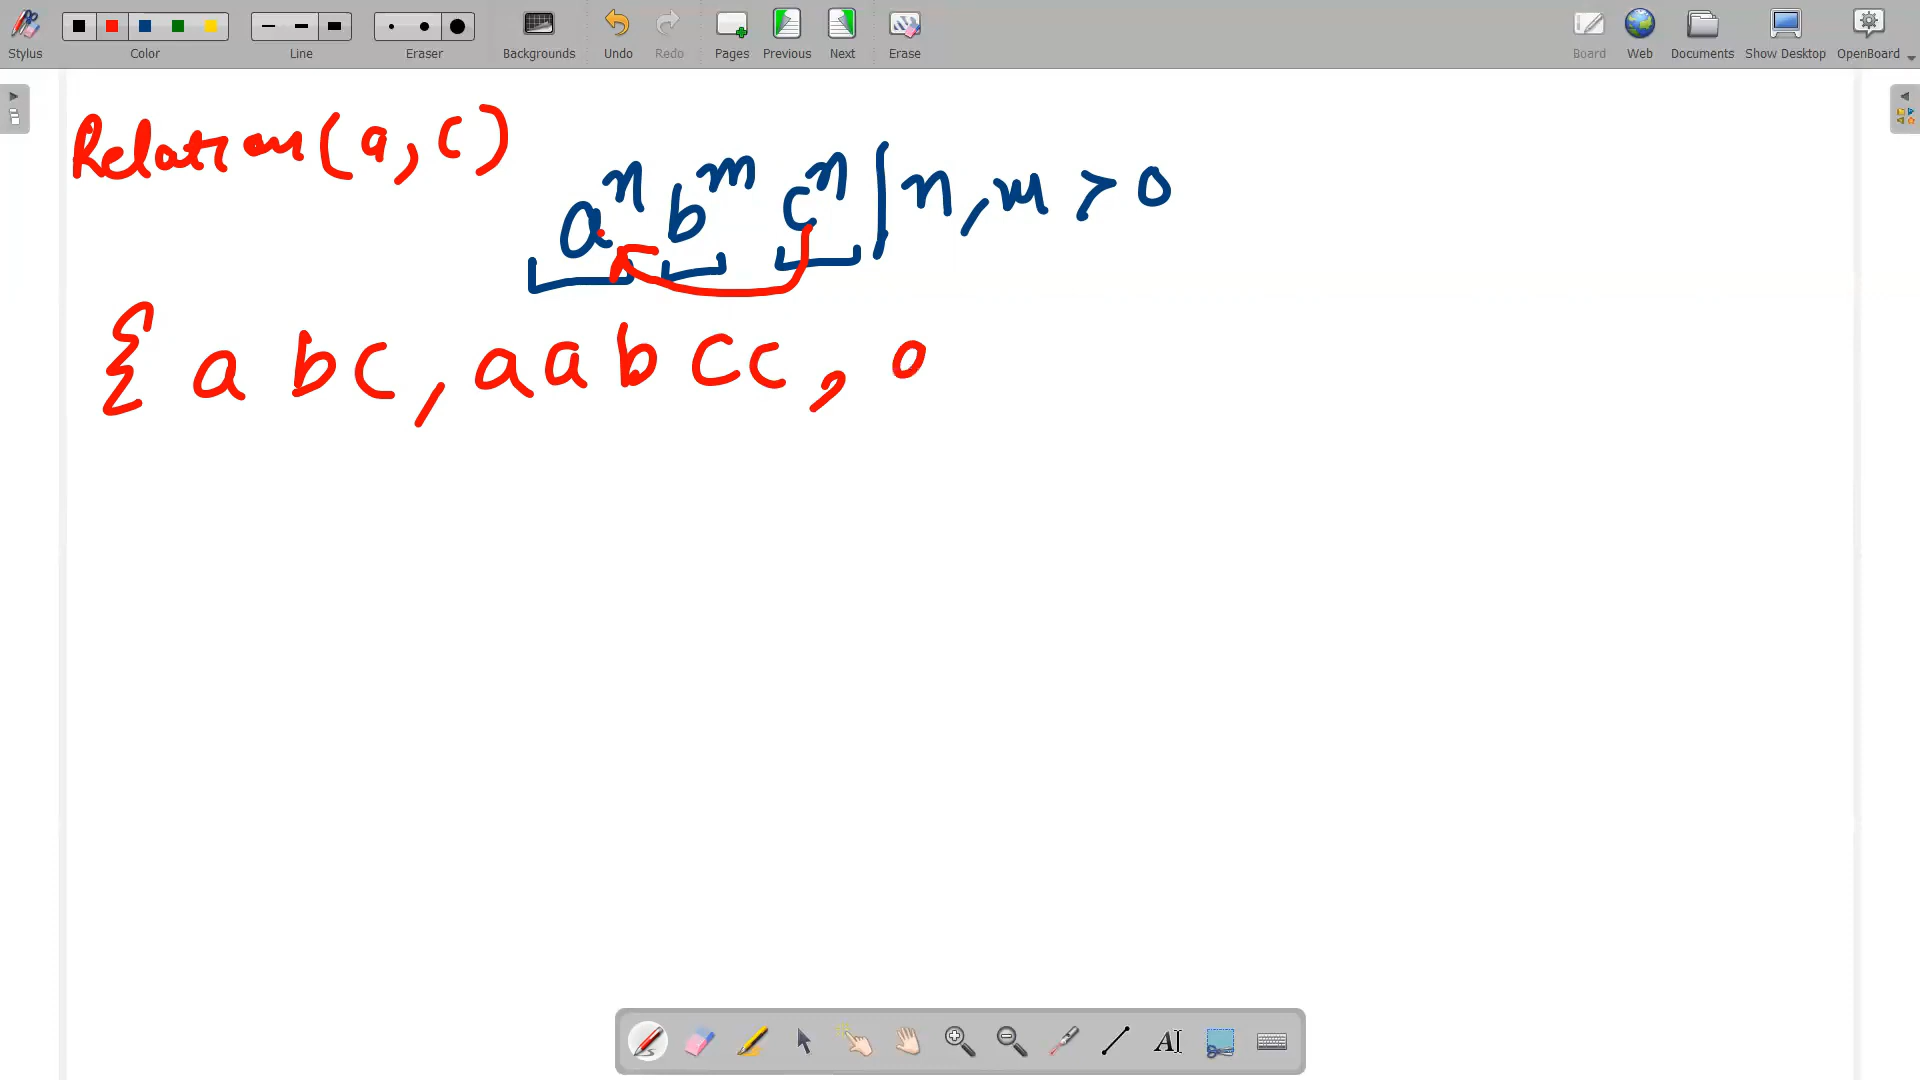 Stylus Color Line Eraser Backgrounds Undo Redo Pages Previous Next Erase Board Web Documents Show Desktop OpenBoard
Relation(a, c)
aⁿ bᵐ cⁿ | n, m > 0
{ a b c , a a b c c ,